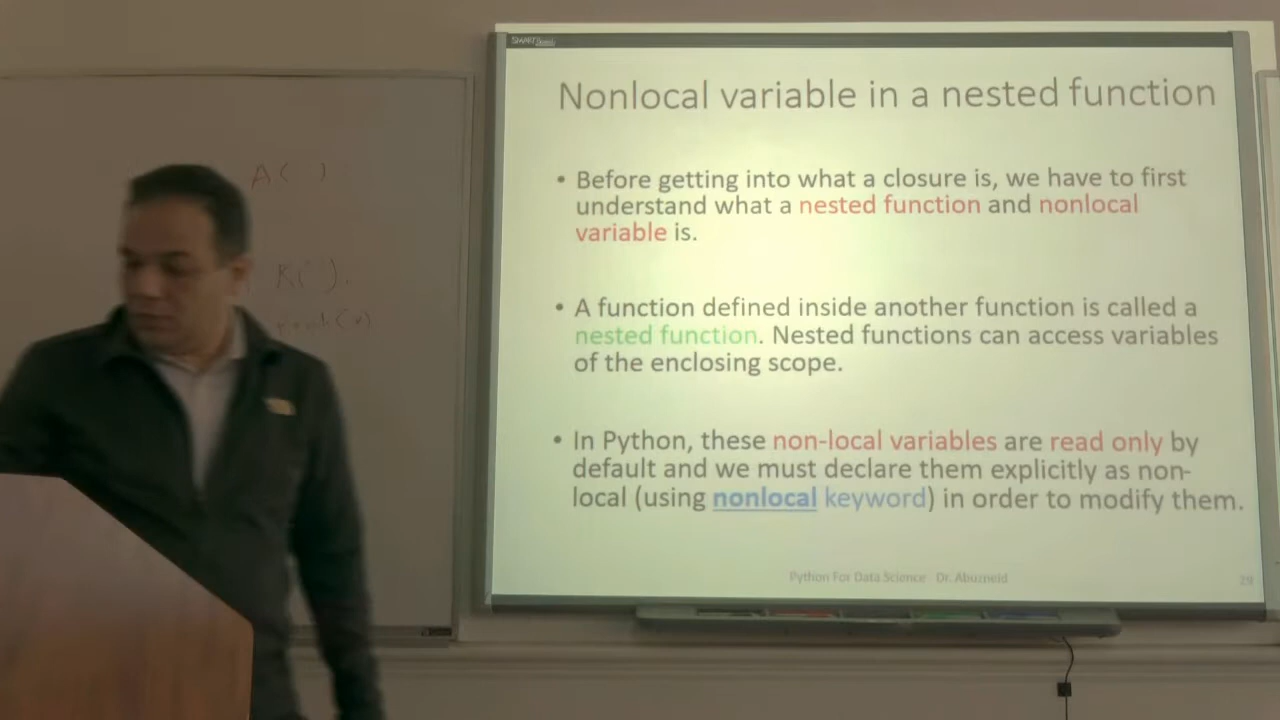 SMART Board
Nonlocal variable in a nested function
• Before getting into what a closure is, we have to first
understand what a nested function and nonlocal
variable is.
• A function defined inside another function is called a
nested function. Nested functions can access variables
of the enclosing scope.
• In Python, these non-local variables are read only by
default and we must declare them explicitly as non-
local (using nonlocal keyword) in order to modify them.
Python For Data Science Dr. Abuzneid
29
A( )
K( ).